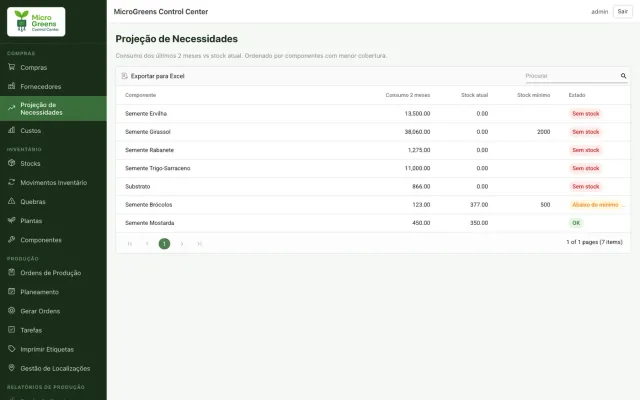 Micro
Greens
Control Center
MicroGreens Control Center
admin
Sair
COMPRAS
Compras
Fornecedores
Projeção de
Necessidades
Custos
INVENTÁRIO
Stocks
Movimentos Inventário
Quebras
Plantas
Componentes
PRODUÇÃO
Ordens de Produção
Planeamento
Gerar Ordens
Tarefas
Imprimir Etiquetas
Gestão de Localizações
RELATÓRIOS DE PRODUÇÃO
Projeção de Necessidades
Consumo dos últimos 2 meses vs stock atual. Ordenado por componentes com menor cobertura.
Exportar para Excel
Procurar
Componente Consumo 2 meses Stock atual Stock mínimo Estado
Semente Ervilha 13,500.00 0.00 Sem stock
Semente Girassol 38,060.00 0.00 2000 Sem stock
Semente Rabanete 1,275.00 0.00 Sem stock
Semente Trigo-Sarraceno 11,000.00 0.00 Sem stock
Substrato 866.00 0.00 Sem stock
Semente Brócolos 123.00 377.00 500 Abaixo do mínimo ...
Semente Mostarda 450.00 350.00 OK
1
1 of 1 pages (7 items)